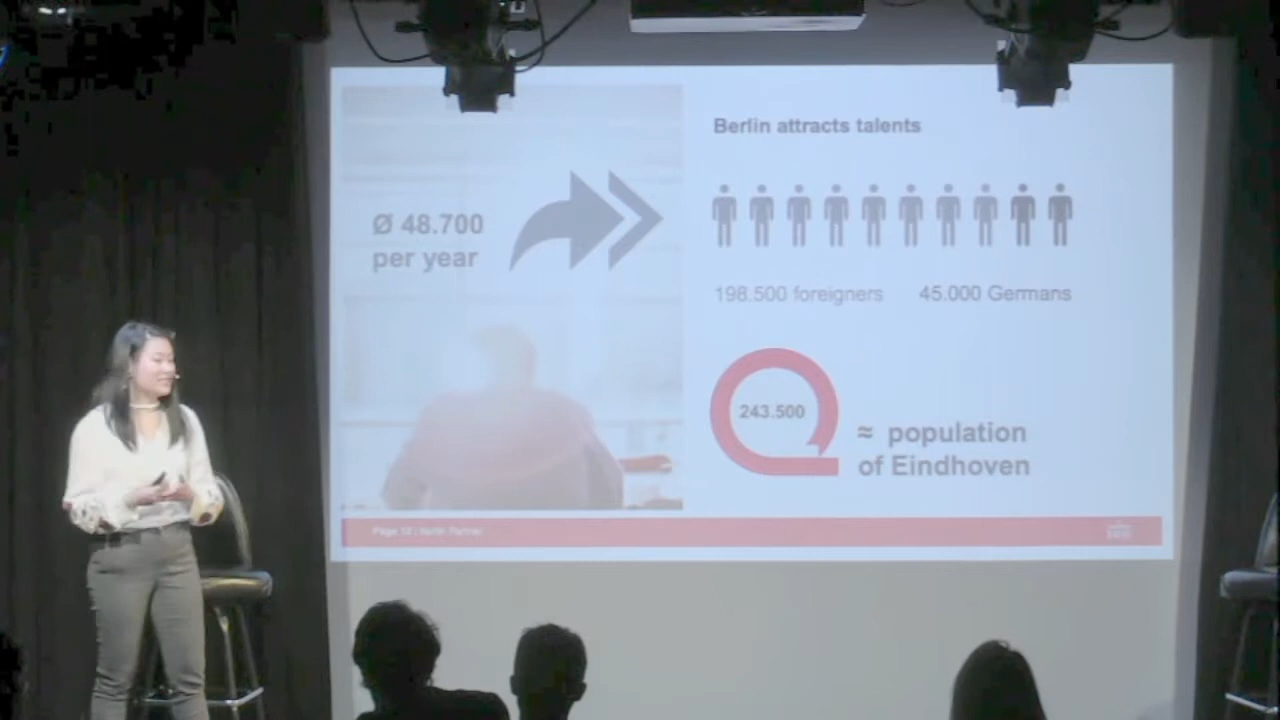 Berlin attracts talents
Ø 48.700
per year
198.500 foreigners 45.000 Germans
243.500
≈ population
of Eindhoven